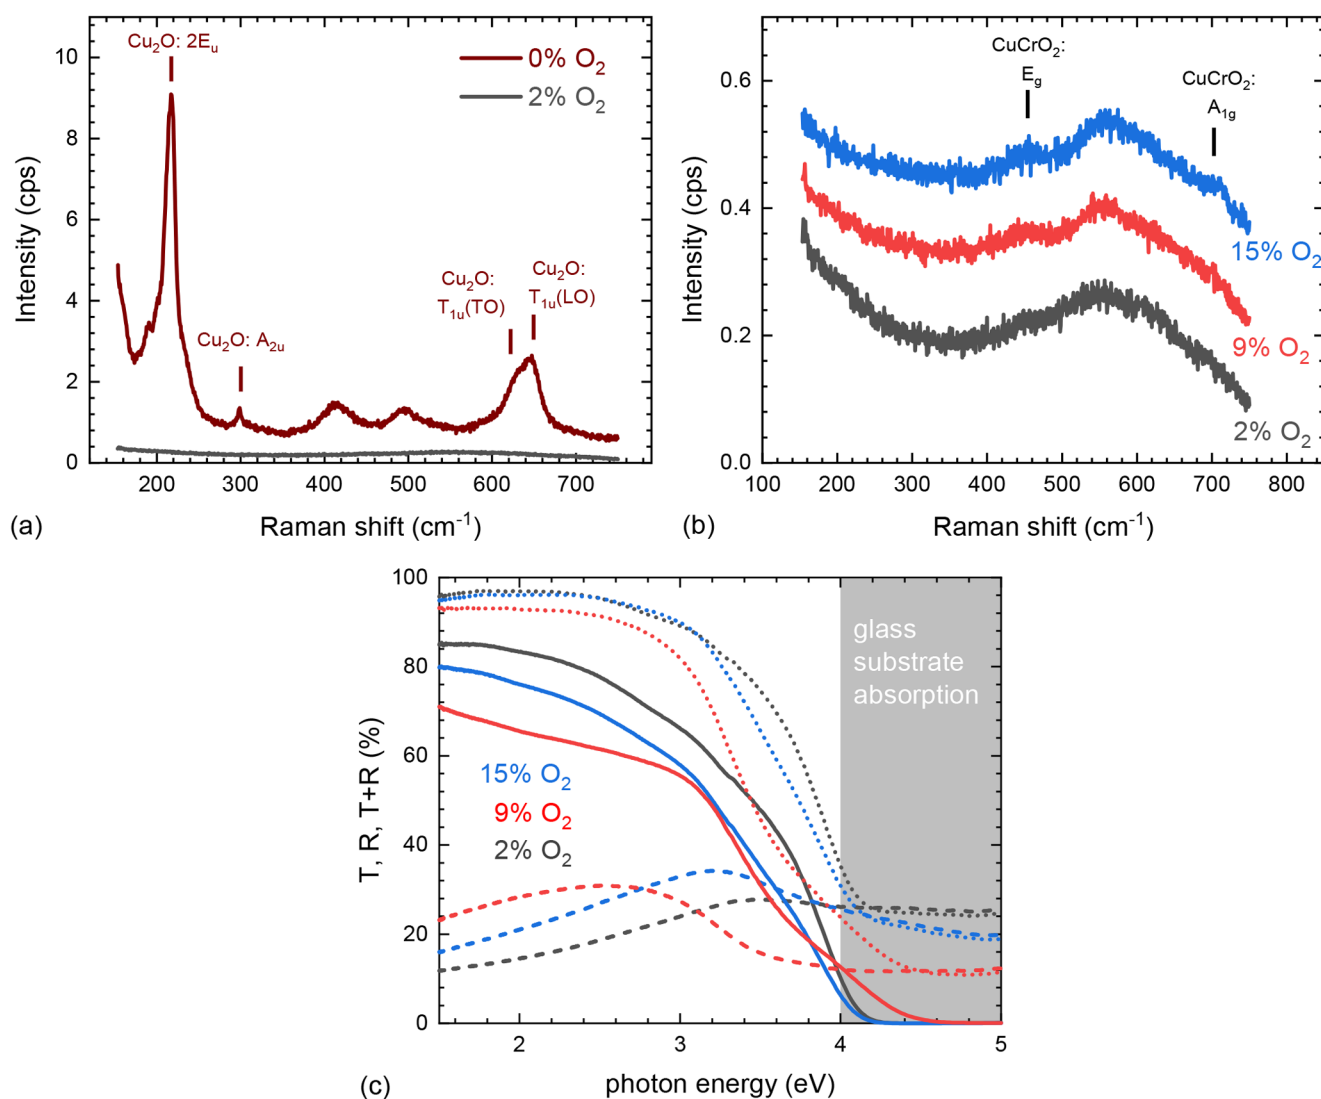 Cu₂O: 2Eᵤ
0% O₂
2% O₂
Cu₂O: A₂ᵤ
Cu₂O:
T₁ᵤ(TO)
Cu₂O:
T₁ᵤ(LO)
10
8
6
4
2
0
Intensity (cps)
200 300 400 500 600 700
Raman shift (cm⁻¹)
(a)
CuCrO₂:
E_g
CuCrO₂:
A₁g
15% O₂
9% O₂
2% O₂
0.6
0.4
0.2
0.0
Intensity (cps)
100 200 300 400 500 600 700 800
Raman shift (cm⁻¹)
(b)
glass
substrate
absorption
15% O₂
9% O₂
2% O₂
100
80
60
40
20
0
T, R, T+R (%)
2 3 4 5
photon energy (eV)
(c)